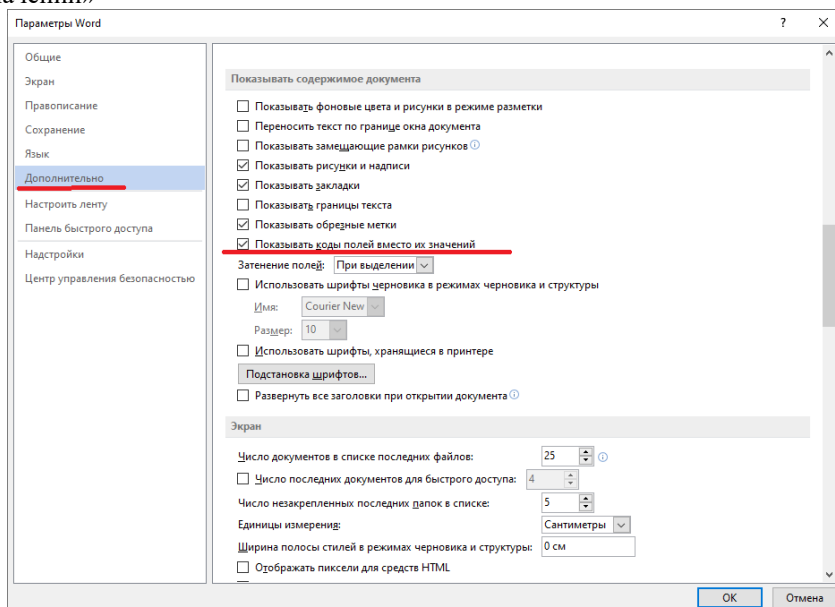 Параметры Word
?
Общие
Экран
Правописание
Сохранение
Язык
Дополнительно
Настроить ленту
Панель быстрого доступа
Надстройки
Центр управления безопасностью
Показывать содержимое документа
Показывать фоновые цвета и рисунки в режиме разметки
Переносить текст по границе окна документа
Показывать замещающие рамки рисунков
Показывать рисунки и надписи
Показывать закладки
Показывать границы текста
Показывать обрезные метки
Показывать коды полей вместо их значений
Затенение полей: При выделении
Использовать шрифты черновика в режимах черновика и структуры
Имя: Courier New
Размер: 10
Использовать шрифты, хранящиеся в принтере
Подстановка шрифтов...
Развернуть все заголовки при открытии документа
Экран
Число документов в списке последних файлов: 25
Число последних документов для быстрого доступа: 4
Число незакрепленных последних папок в списке: 5
Единицы измерения: Сантиметры
Ширина полосы стилей в режимах черновика и структуры: 0 см
Отображать пиксели для средств HTML
ОК Отмена